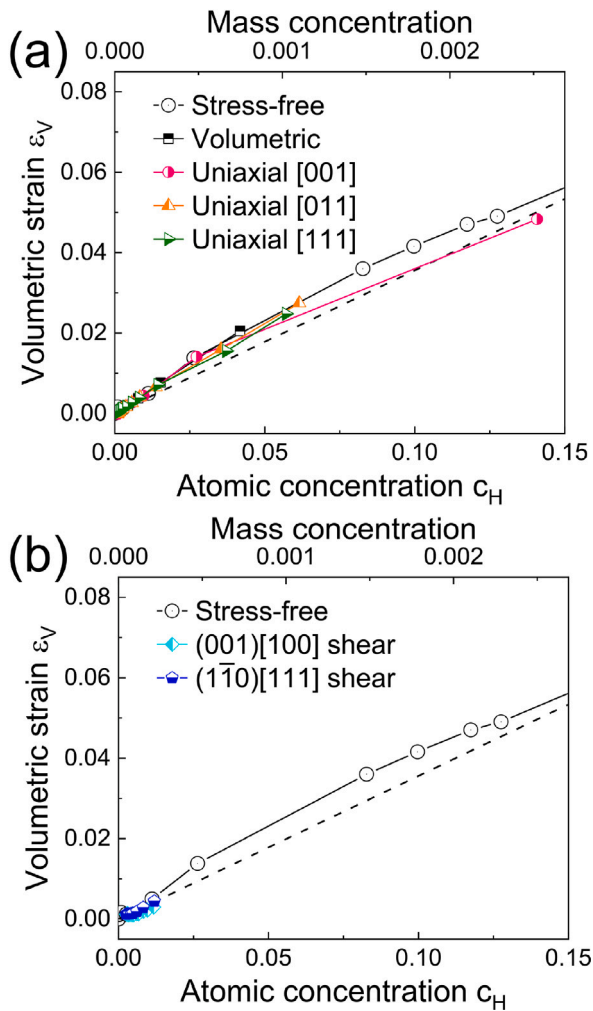 Mass concentration
0.000 0.001 0.002
(a)
0.08
0.06
0.04
0.02
0.00
Volumetric strain εV
Stress-free
Volumetric
Uniaxial [001]
Uniaxial [011]
Uniaxial [111]
0.00 0.05 0.10 0.15
Atomic concentration cH
Mass concentration
0.000 0.001 0.002
(b)
0.08
0.06
0.04
0.02
0.00
Volumetric strain εV
Stress-free
(001)[100] shear
(11̅0)[111] shear
0.00 0.05 0.10 0.15
Atomic concentration cH